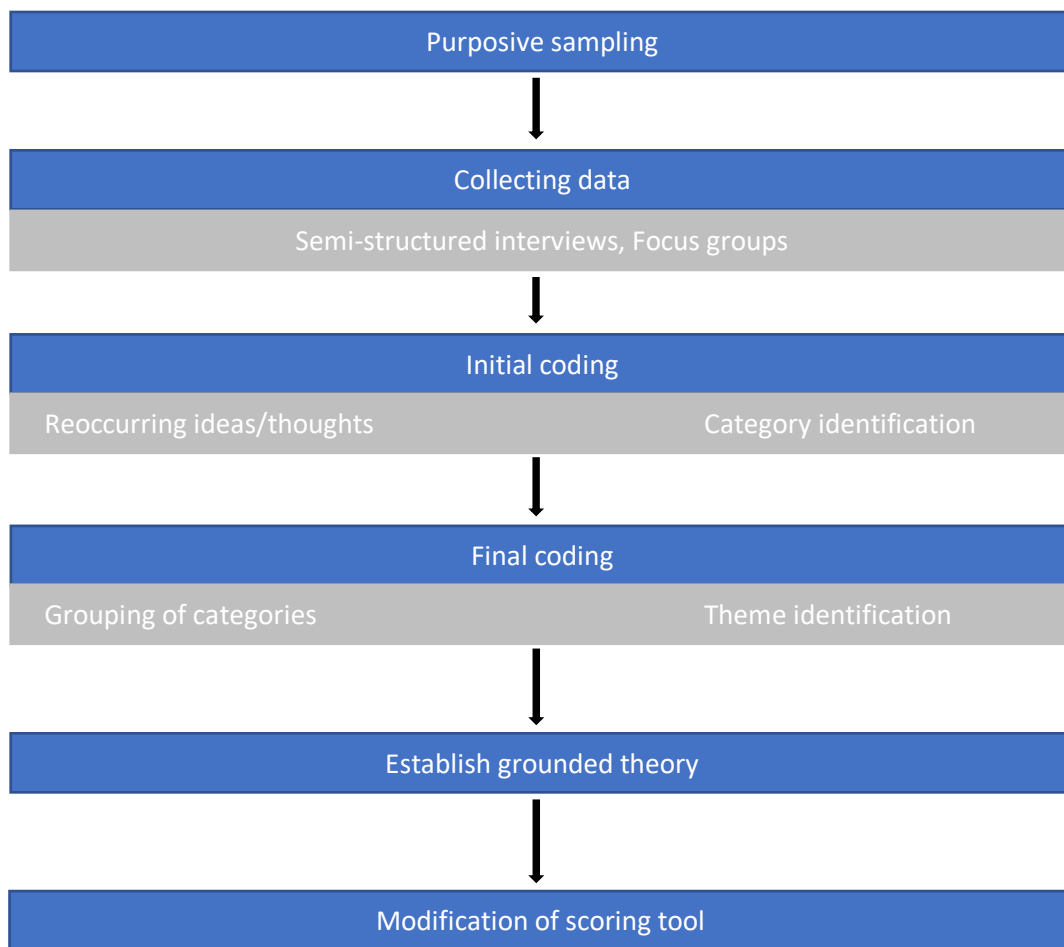 Purposive sampling
Collecting data
Semi-structured interviews, Focus groups
Initial coding
Reoccurring ideas/thoughts Category identification
Final coding
Grouping of categories Theme identification
Establish grounded theory
Modification of scoring tool